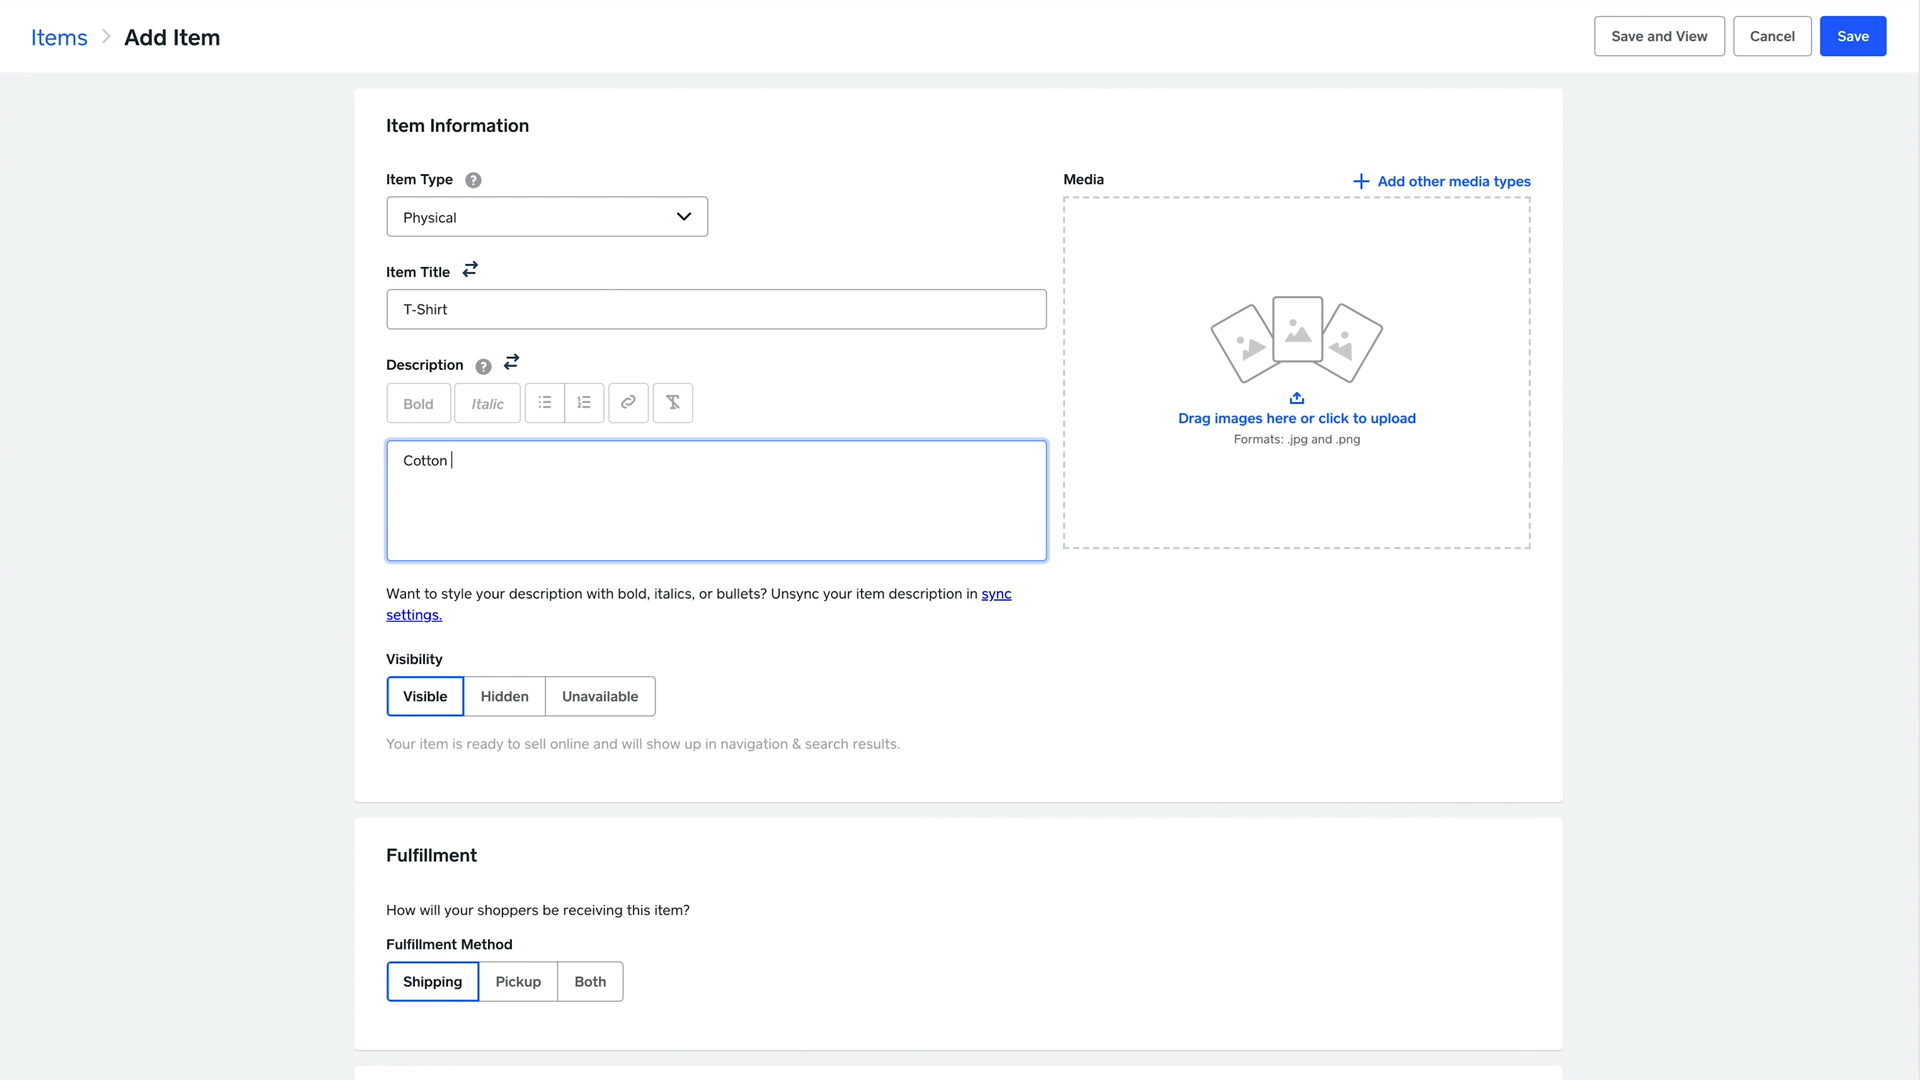 Items > Add Item
Save and View
Cancel
Save
Item Information
Item Type ?
Physical
Item Title
T-Shirt
Description ?
Bold
Italic
Cotton
Want to style your description with bold, italics, or bullets? Unsync your item description in sync
settings.
Visibility
Visible
Hidden
Unavailable
Your item is ready to sell online and will show up in navigation & search results.
Media
+ Add other media types
Drag images here or click to upload
Formats: .jpg and .png
Fulfillment
How will your shoppers be receiving this item?
Fulfillment Method
Shipping
Pickup
Both